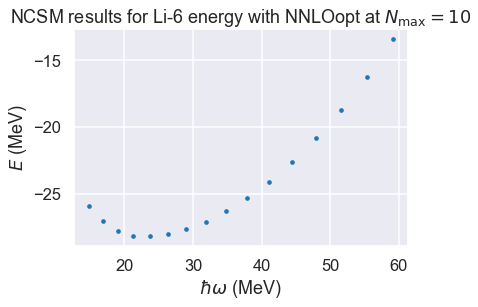 NCSM results for Li-6 energy with NNLOopt at Nmax = 10
−15
−20
−25
E (MeV)
20 30 40 50 60
ħω (MeV)